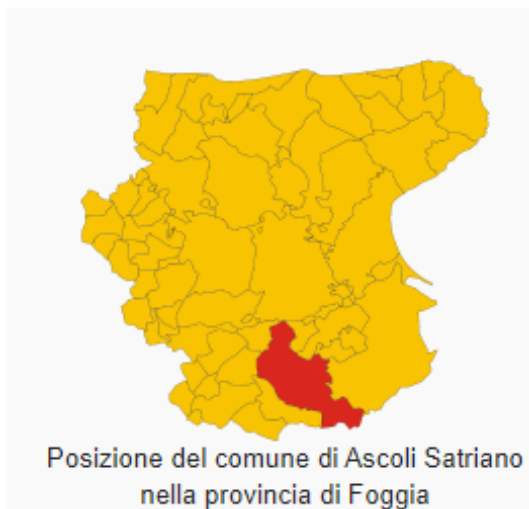 Posizione del comune di Ascoli Satriano
nella provincia di Foggia